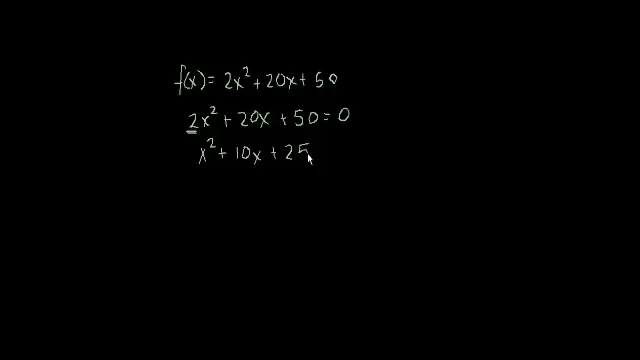 f(x) = 2x² + 20x + 50
2x² + 20x + 50 = 0
x² + 10x + 25